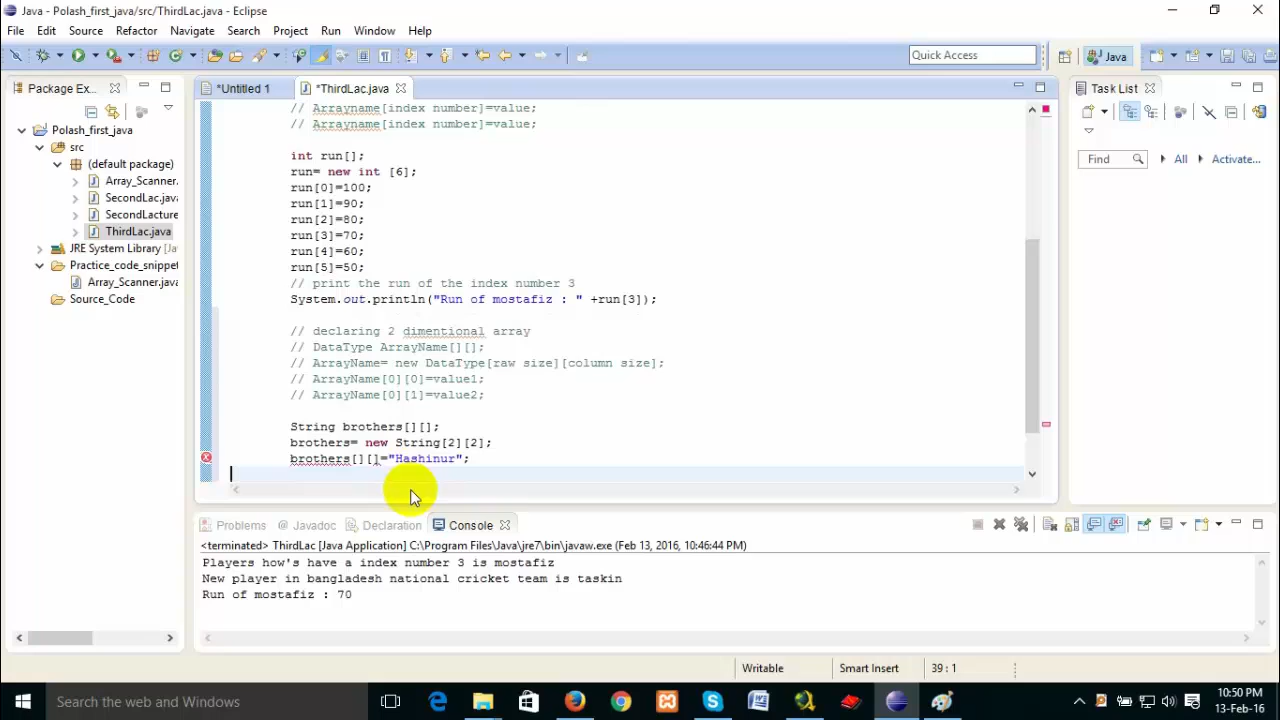 Java - Polash_first_java/src/ThirdLac.java - Eclipse
File Edit Source Refactor Navigate Search Project Run Window Help
Quick Access
Java
Package Ex...
*Untitled 1
*ThirdLac.java
Task List
Polash_first_java
src
(default package)
Array_Scanner.
SecondLac.java
SecondLacture
ThirdLac.java
JRE System Library [Ja
Practice_code_snippet
Array_Scanner.java
Source_Code
// Arrayname[index number]=value;
// Arrayname[index number]=value;
int run[];
run= new int [6];
run[0]=100;
run[1]=90;
run[2]=80;
run[3]=70;
run[4]=60;
run[5]=50;
// print the run of the index number 3
System.out.println("Run of mostafiz : " +run[3]);
// declaring 2 dimentional array
// DataType ArrayName[][];
// ArrayName= new DataType[raw size][column size];
// ArrayName[0][0]=value1;
// ArrayName[0][1]=value2;
String brothers[][];
brothers= new String[2][2];
brothers[][]="Hashinur";
Find
All
Activate...
Problems
@ Javadoc
Declaration
Console
<terminated> ThirdLac [Java Application] C:\Program Files\Java\jre7\bin\javaw.exe (Feb 13, 2016, 10:46:44 PM)
Players how's have a index number 3 is mostafiz
New player in bangladesh national cricket team is taskin
Run of mostafiz : 70
Writable
Smart Insert
39 : 1
Search the web and Windows
10:50 PM
13-Feb-16